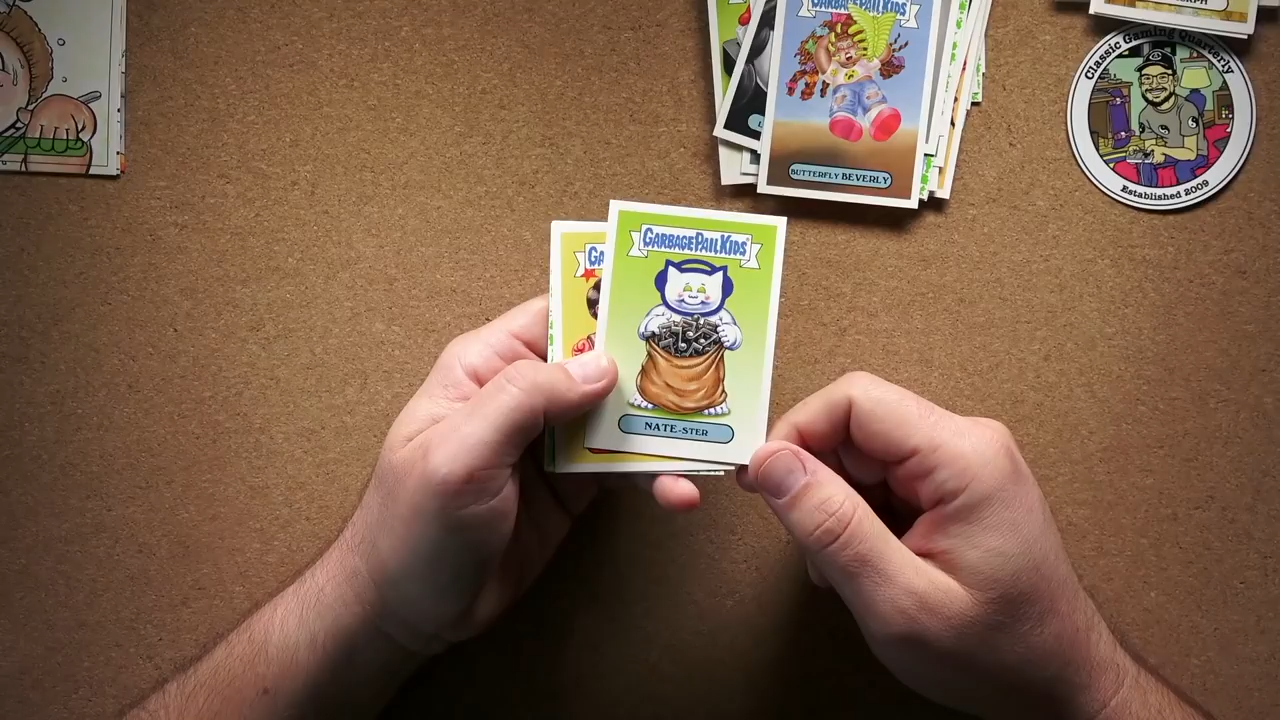 GARBAGE PAIL KIDS
BUTTERFLY BEVERLY
Classic Gaming Quarterly
Established 2009
GARBAGE PAIL KIDS
NATE-STER